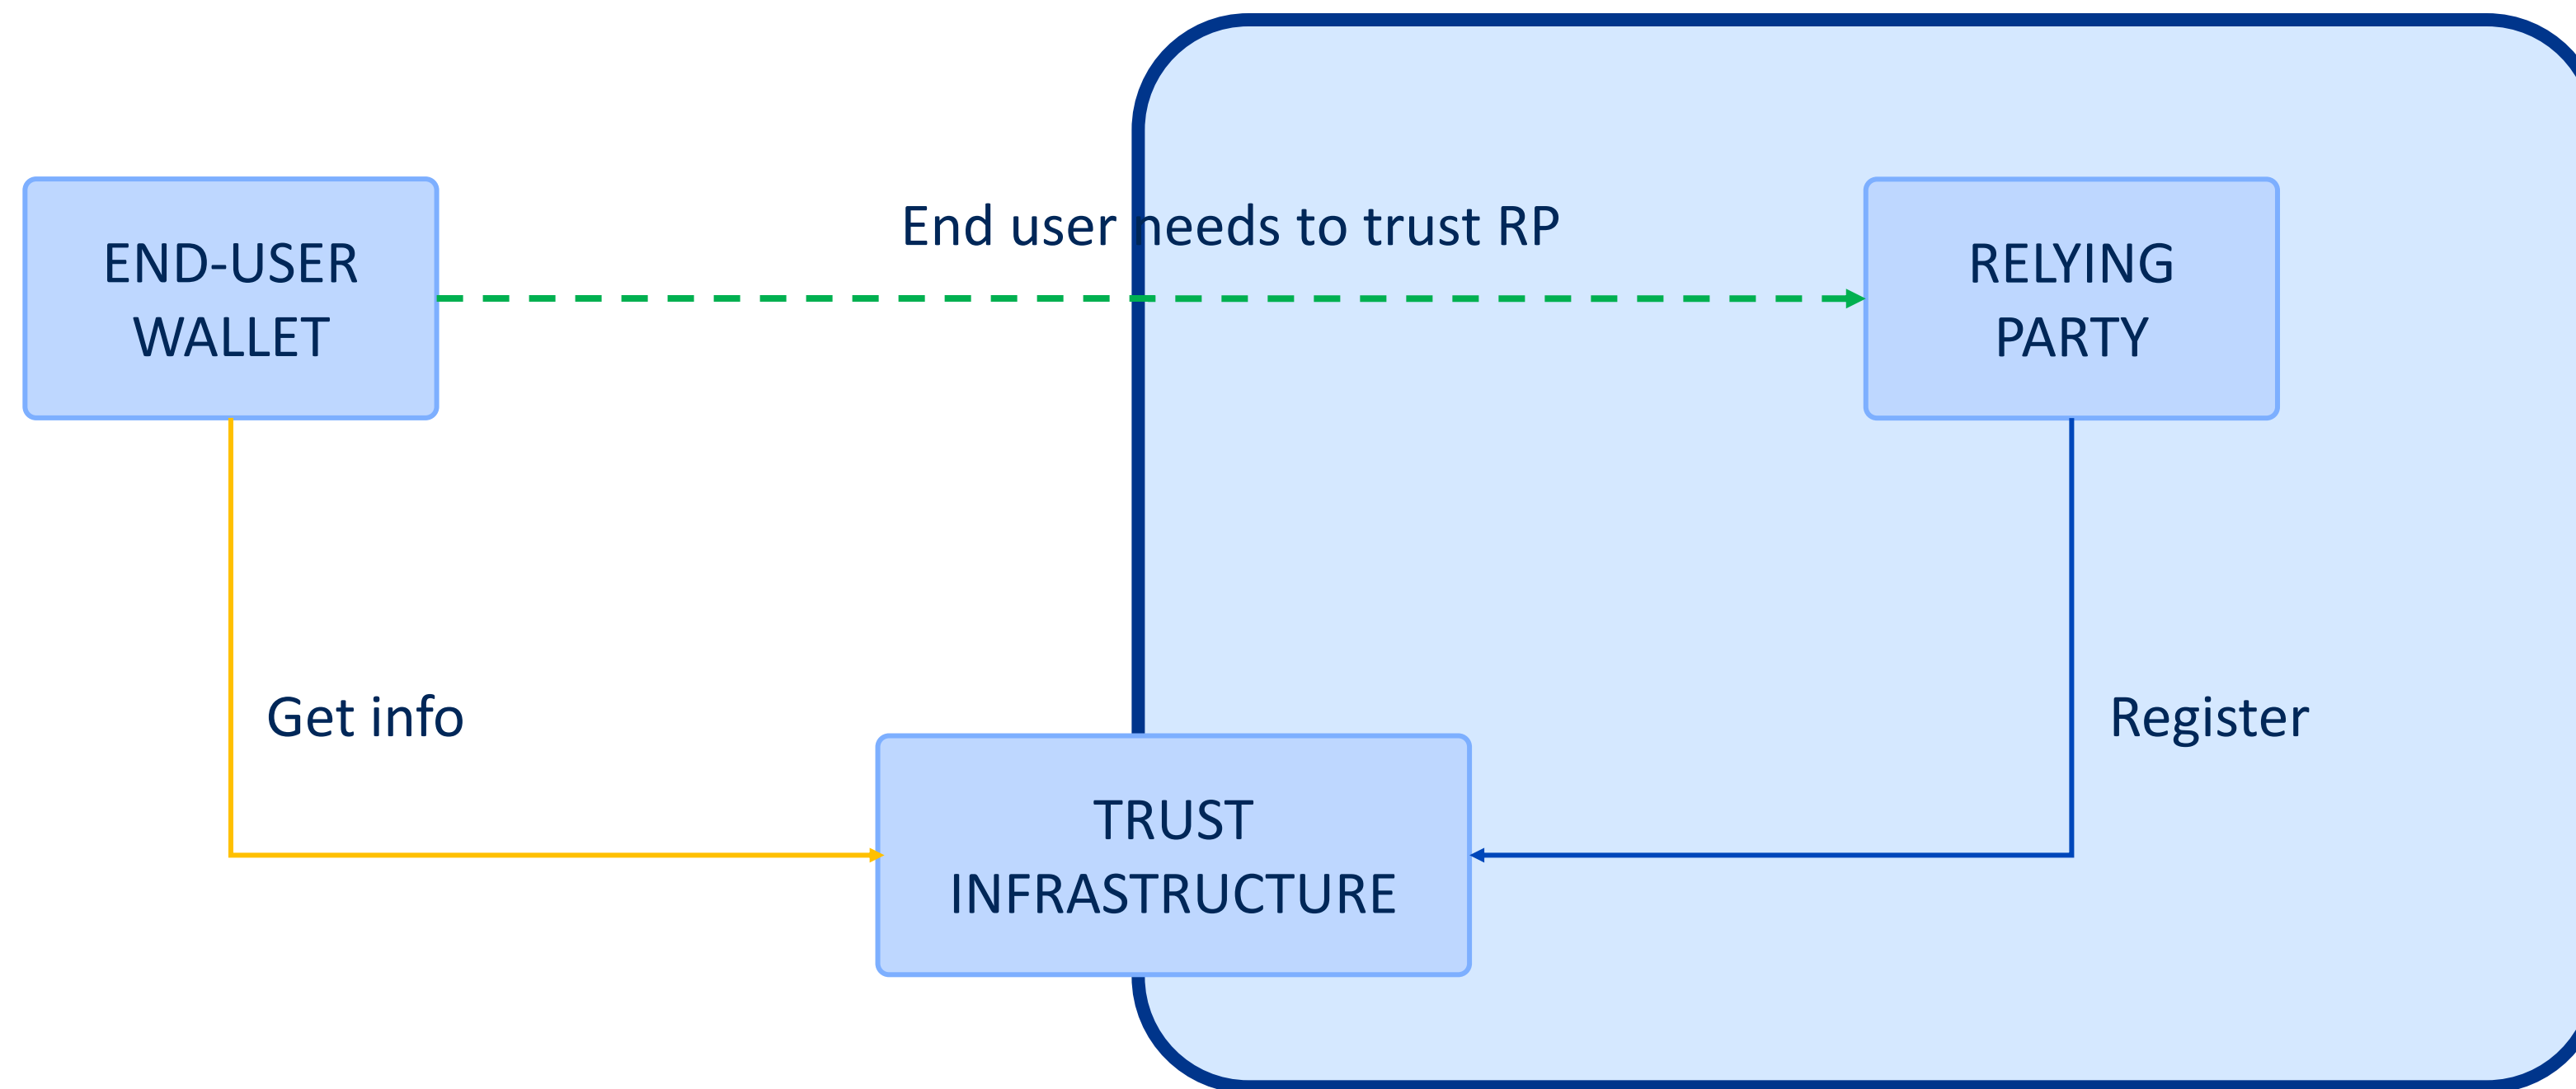 End user needs to trust RP
END-USER
WALLET
RELYING
PARTY
Get info
Register
TRUST
INFRASTRUCTURE